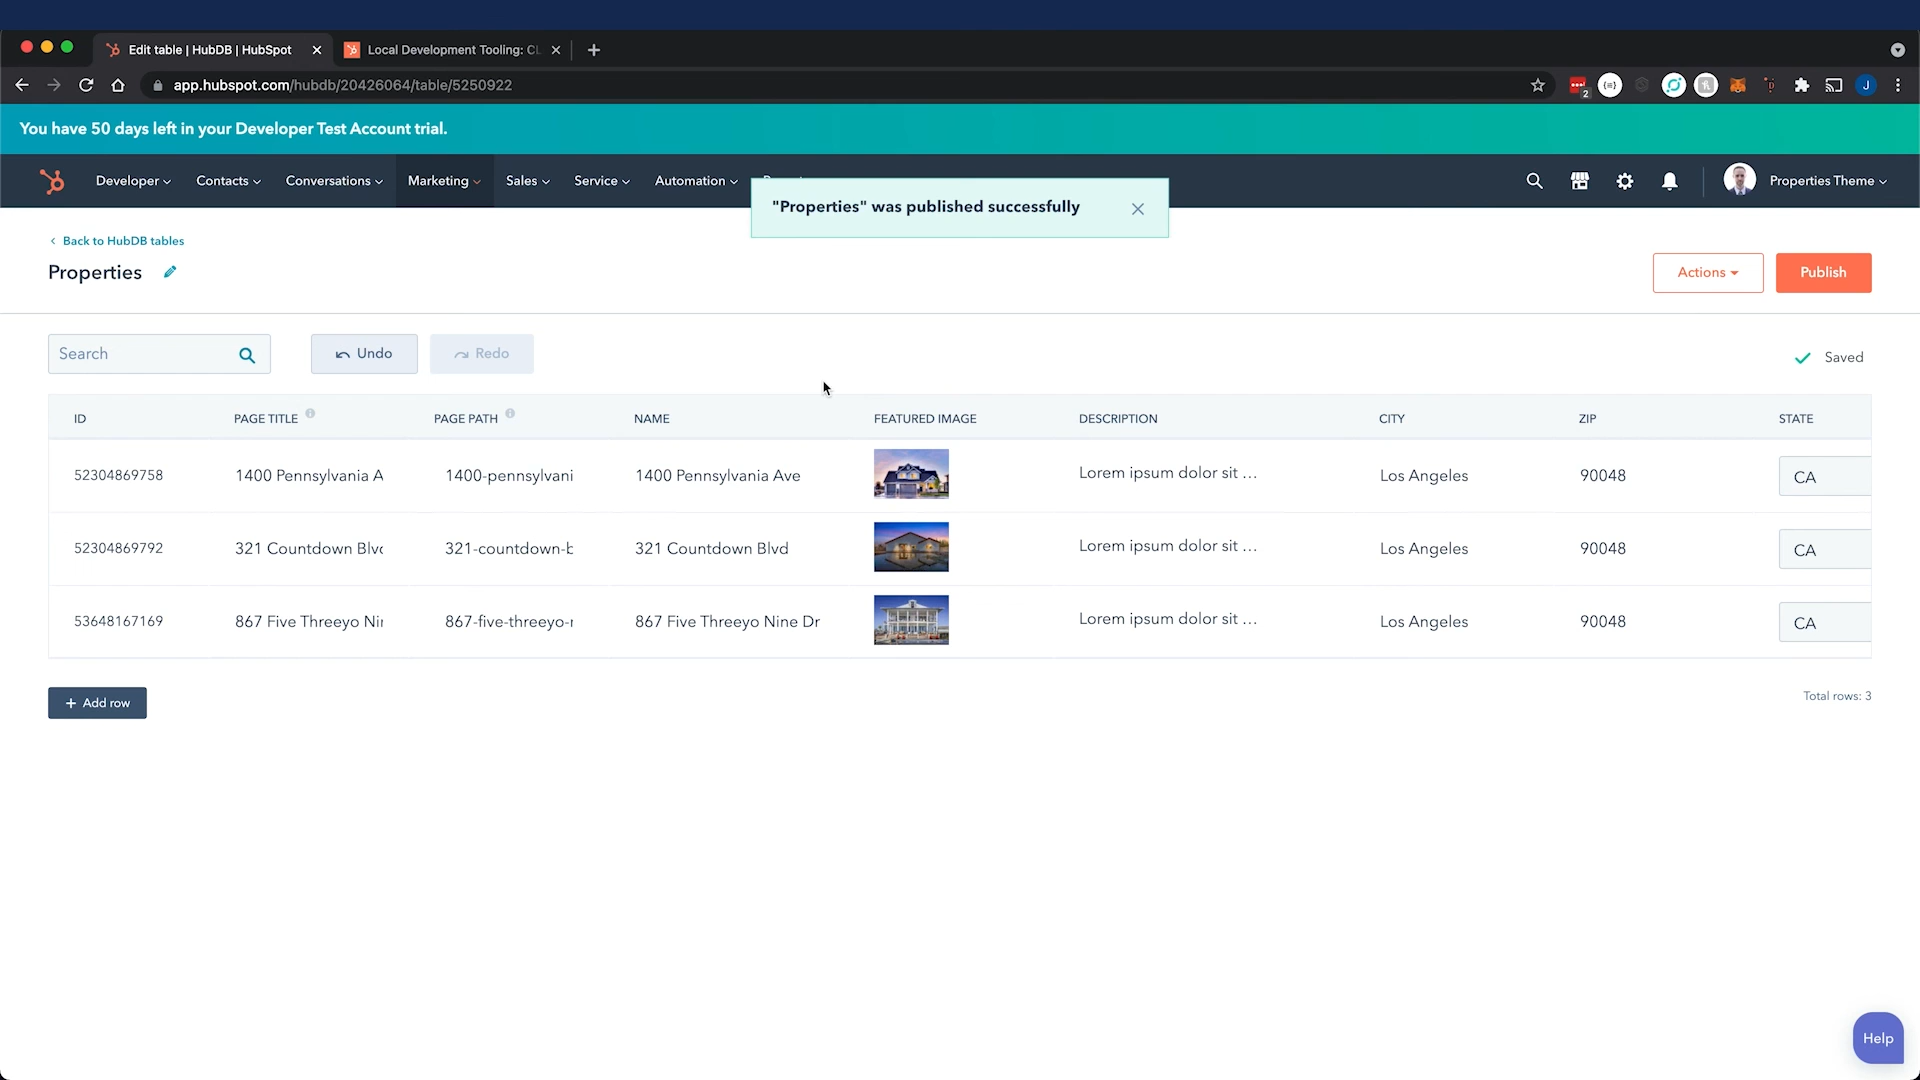 Edit table | HubDB | HubSpot
Local Development Tooling: CL
app.hubspot.com/hubdb/20426064/table/5250922
2
J
You have 50 days left in your Developer Test Account trial.
Developer
Contacts
Conversations
Marketing
Sales
Service
Automation
Properties Theme
"Properties" was published successfully
Back to HubDB tables
Properties
Actions
Publish
Search
Undo
Redo
Saved
ID PAGE TITLE PAGE PATH NAME FEATURED IMAGE DESCRIPTION CITY ZIP STATE
52304869758 1400 Pennsylvania A 1400-pennsylvani 1400 Pennsylvania Ave Lorem ipsum dolor sit ... Los Angeles 90048 CA
52304869792 321 Countdown Blvd 321-countdown-b 321 Countdown Blvd Lorem ipsum dolor sit ... Los Angeles 90048 CA
53648167169 867 Five Threeyo Nin 867-five-threeyo-n 867 Five Threeyo Nine Dr Lorem ipsum dolor sit ... Los Angeles 90048 CA
+ Add row
Total rows: 3
Help